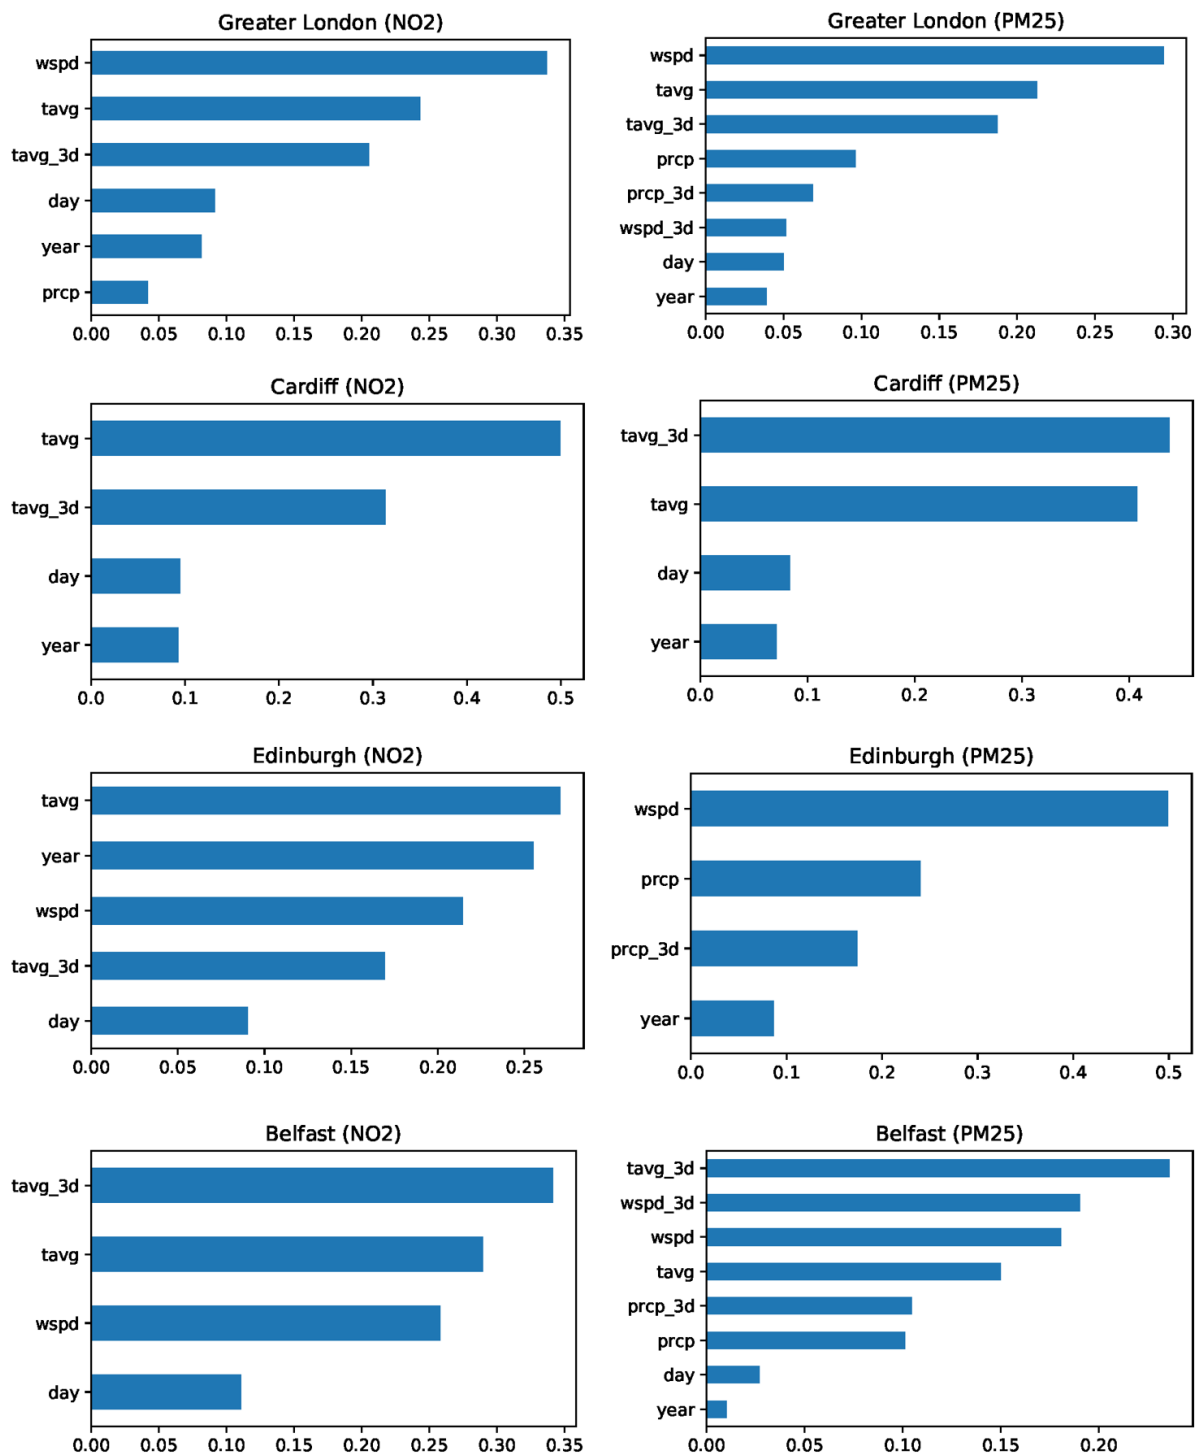 Greater London (NO2)
wspd
tavg
tavg_3d
day
year
prcp
0.00 0.05 0.10 0.15 0.20 0.25 0.30 0.35
Greater London (PM25)
wspd
tavg
tavg_3d
prcp
prcp_3d
wspd_3d
day
year
0.00 0.05 0.10 0.15 0.20 0.25 0.30
Cardiff (NO2)
tavg
tavg_3d
day
year
0.0 0.1 0.2 0.3 0.4 0.5
Cardiff (PM25)
tavg_3d
tavg
day
year
0.0 0.1 0.2 0.3 0.4
Edinburgh (NO2)
tavg
year
wspd
tavg_3d
day
0.00 0.05 0.10 0.15 0.20 0.25
Edinburgh (PM25)
wspd
prcp
prcp_3d
year
0.0 0.1 0.2 0.3 0.4 0.5
Belfast (NO2)
tavg_3d
tavg
wspd
day
0.00 0.05 0.10 0.15 0.20 0.25 0.30 0.35
Belfast (PM25)
tavg_3d
wspd_3d
wspd
tavg
prcp_3d
prcp
day
year
0.00 0.05 0.10 0.15 0.20